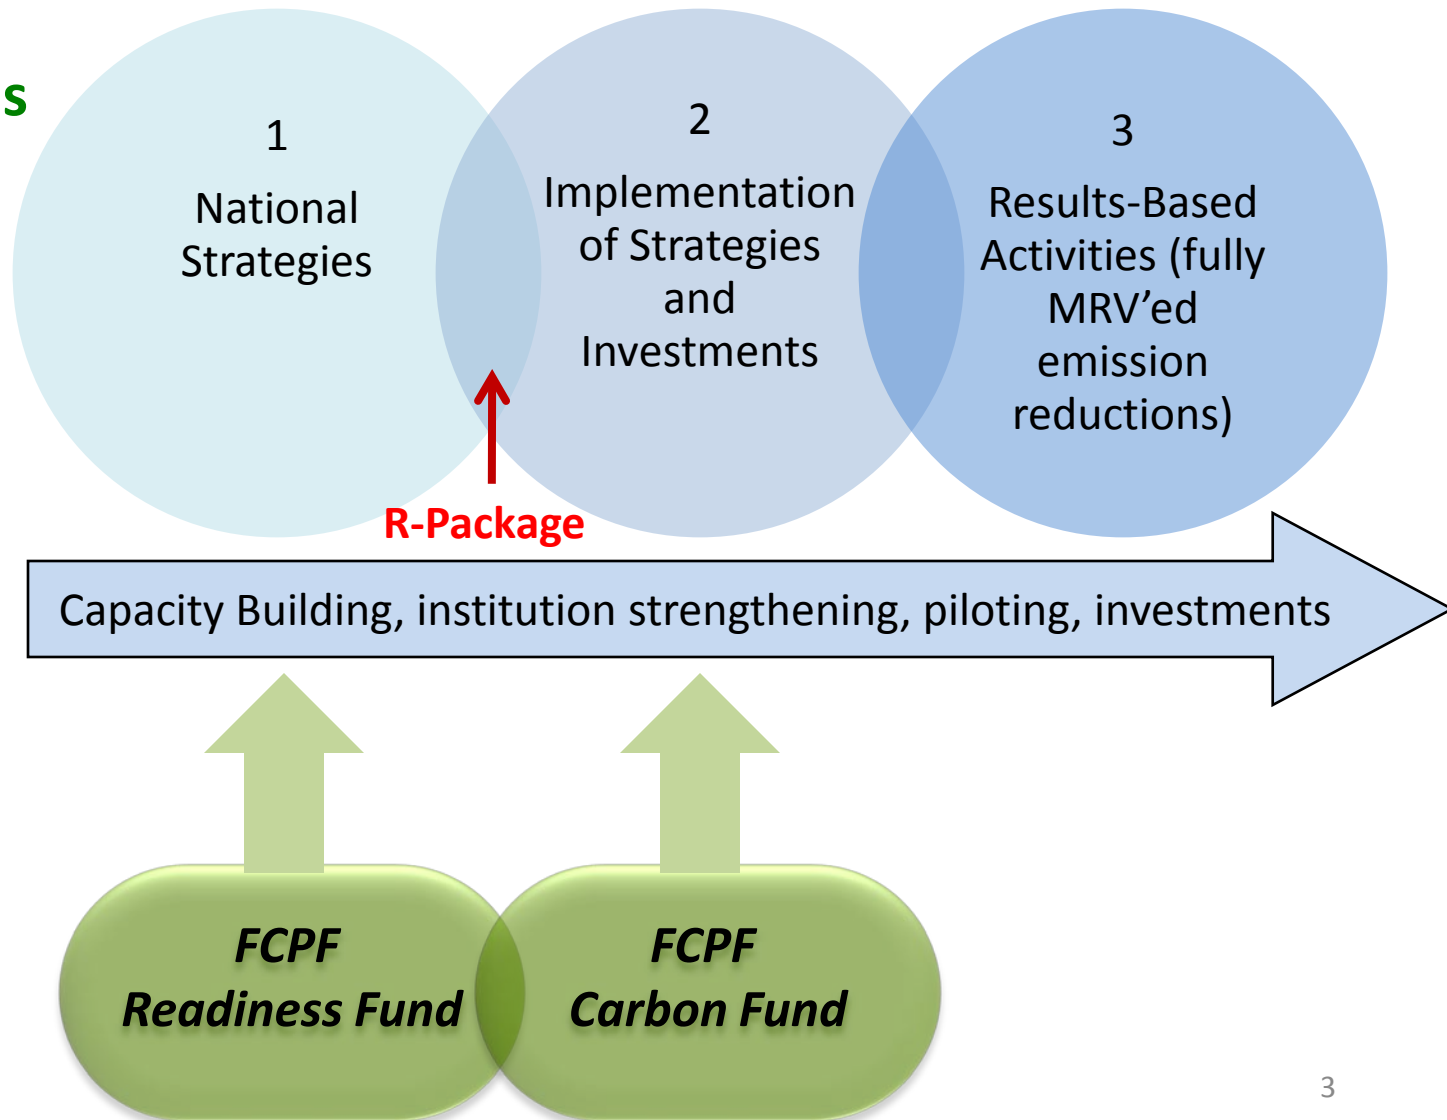 s
1
National
Strategies
2
Implementation
of Strategies
and
Investments
3
Results-Based
Activities (fully
MRV’ed
emission
reductions)
R-Package
Capacity Building, institution strengthening, piloting, investments
FCPF
Readiness Fund
FCPF
Carbon Fund
3